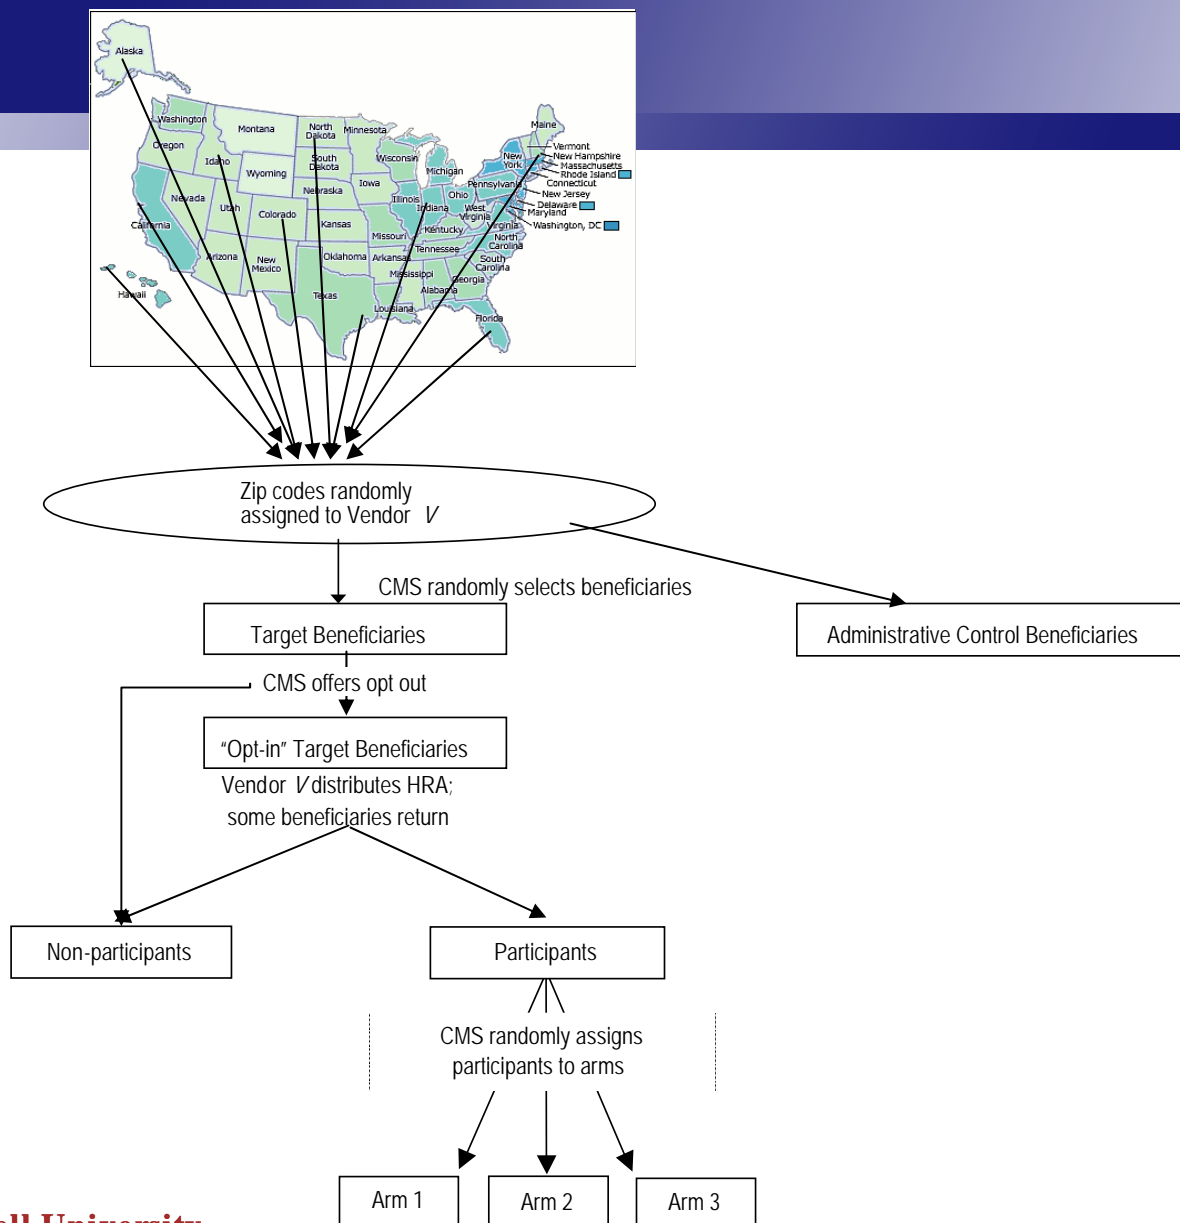 Alaska
Washington
Montana
North
Dakota
Minnesota
Maine
Oregon
Idaho
Wyoming
South
Dakota
Wisconsin
Michigan
New
York
Vermont
New Hampshire
Massachusetts
Rhode Island
Connecticut
New Jersey
Delaware
Maryland
Washington, DC
Nevada
Utah
Colorado
Nebraska
Iowa
Illinois
Indiana
Ohio
Pennsylvania
West
Virginia
Virginia
California
Kansas
Missouri
Kentucky
North
Carolina
Tennessee
South
Carolina
Arizona
New
Mexico
Oklahoma
Arkansas
Mississippi
Alabama
Georgia
Hawaii
Texas
Louisiana
Florida
Zip codes randomly
assigned to Vendor V
CMS randomly selects beneficiaries
Target Beneficiaries
Administrative Control Beneficiaries
CMS offers opt out
“Opt-in” Target Beneficiaries
Vendor V distributes HRA;
some beneficiaries return
Non-participants
Participants
CMS randomly assigns
participants to arms
Arm 1
Arm 2
Arm 3
ell University